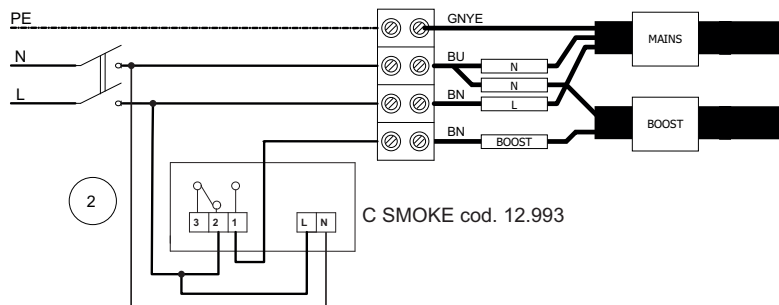 PE
GNYE
MAINS
N
BU
N
N
L
BN
L
BOOST
BN
BOOST
2
3 2 1
L N
C SMOKE cod. 12.993